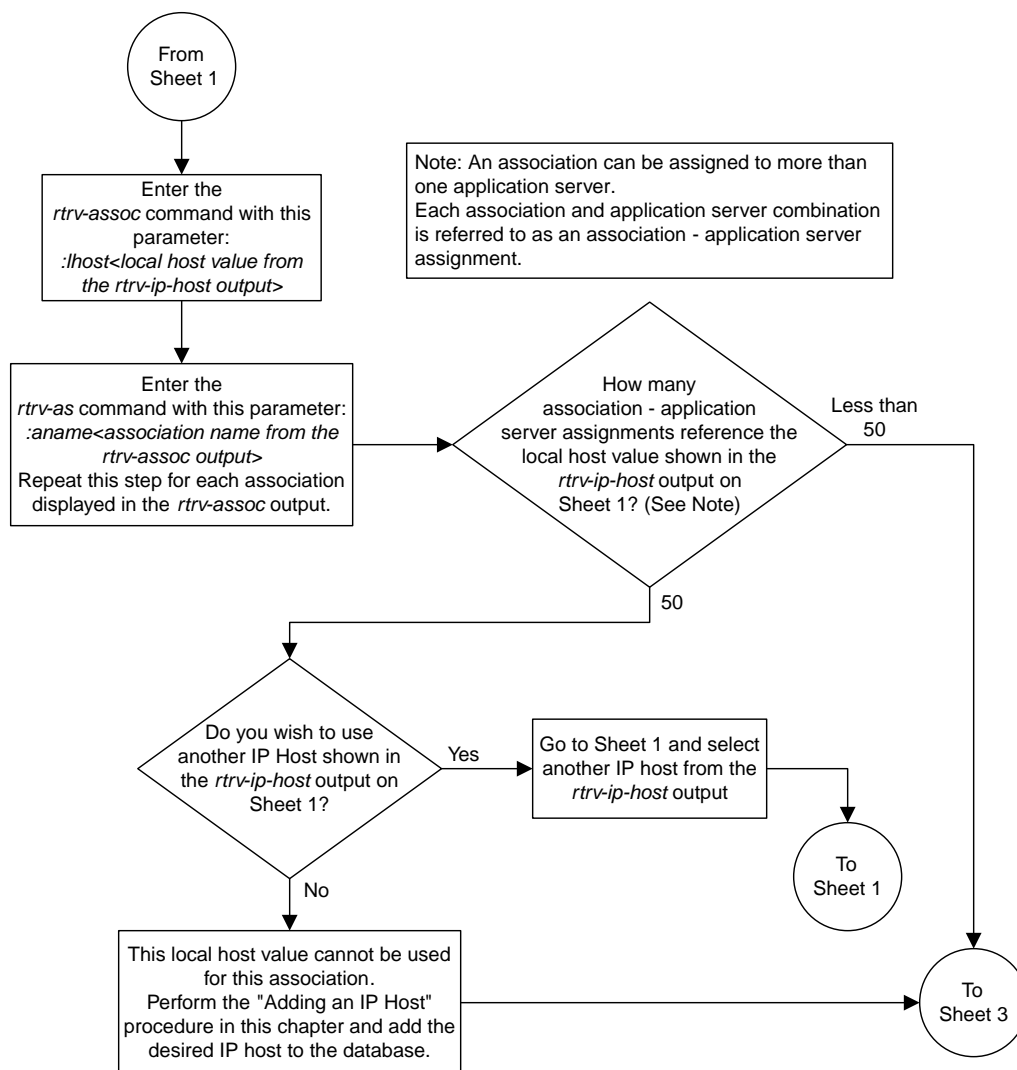 From
Sheet 1
Enter the
rtrv-assoc command with this
parameter:
:lhost<local host value from
the rtrv-ip-host output>
Note: An association can be assigned to more than
one application server.
Each association and application server combination
is referred to as an association - application server
assignment.
Enter the
rtrv-as command with this parameter:
:aname<association name from the
rtrv-assoc output>
Repeat this step for each association
displayed in the rtrv-assoc output.
How many
association - application
server assignments reference the
local host value shown in the
rtrv-ip-host output on
Sheet 1? (See Note)
Less than
50
50
Do you wish to use
another IP Host shown in
the rtrv-ip-host output on
Sheet 1?
Yes
Go to Sheet 1 and select
another IP host from the
rtrv-ip-host output
To
Sheet 1
No
This local host value cannot be used
for this association.
Perform the "Adding an IP Host"
procedure in this chapter and add the
desired IP host to the database.
To
Sheet 3